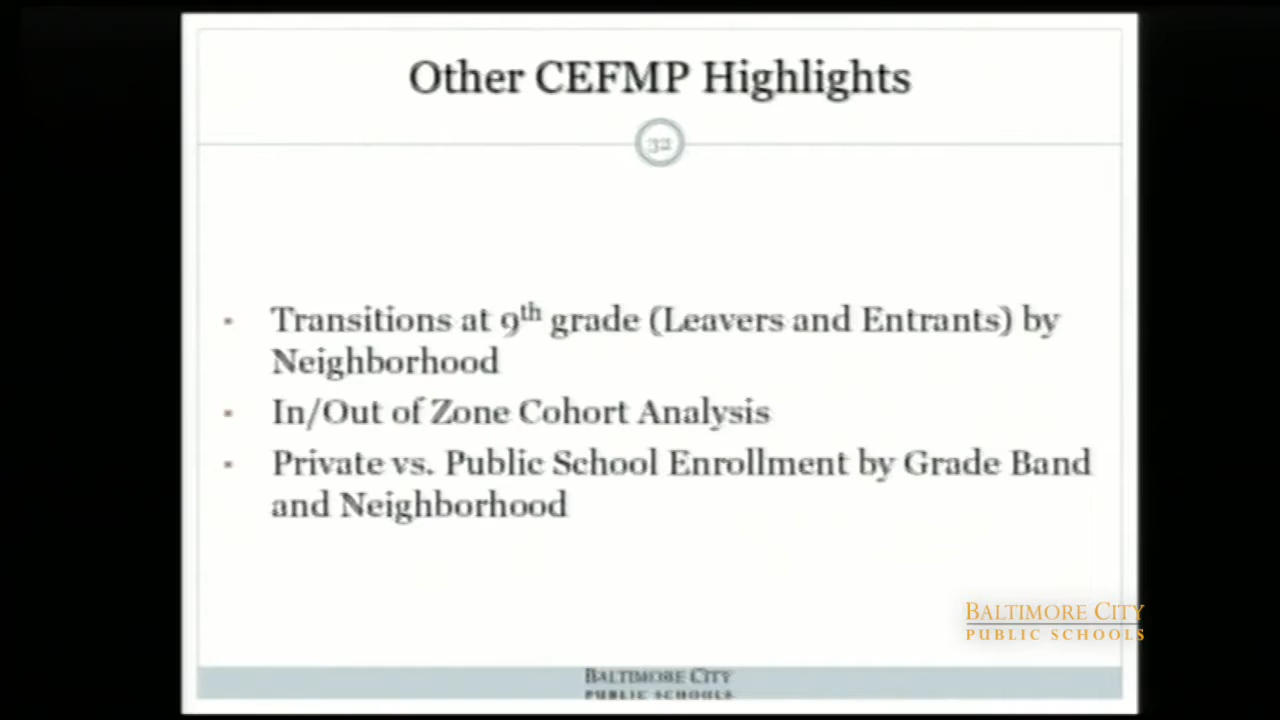 Other CEFMP Highlights
32
▪ Transitions at 9th grade (Leavers and Entrants) by
Neighborhood
▪ In/Out of Zone Cohort Analysis
▪ Private vs. Public School Enrollment by Grade Band
and Neighborhood
BALTIMORE CITY
PUBLIC SCHOOLS
BALTIMORE CITY
PUBLIC SCHOOLS